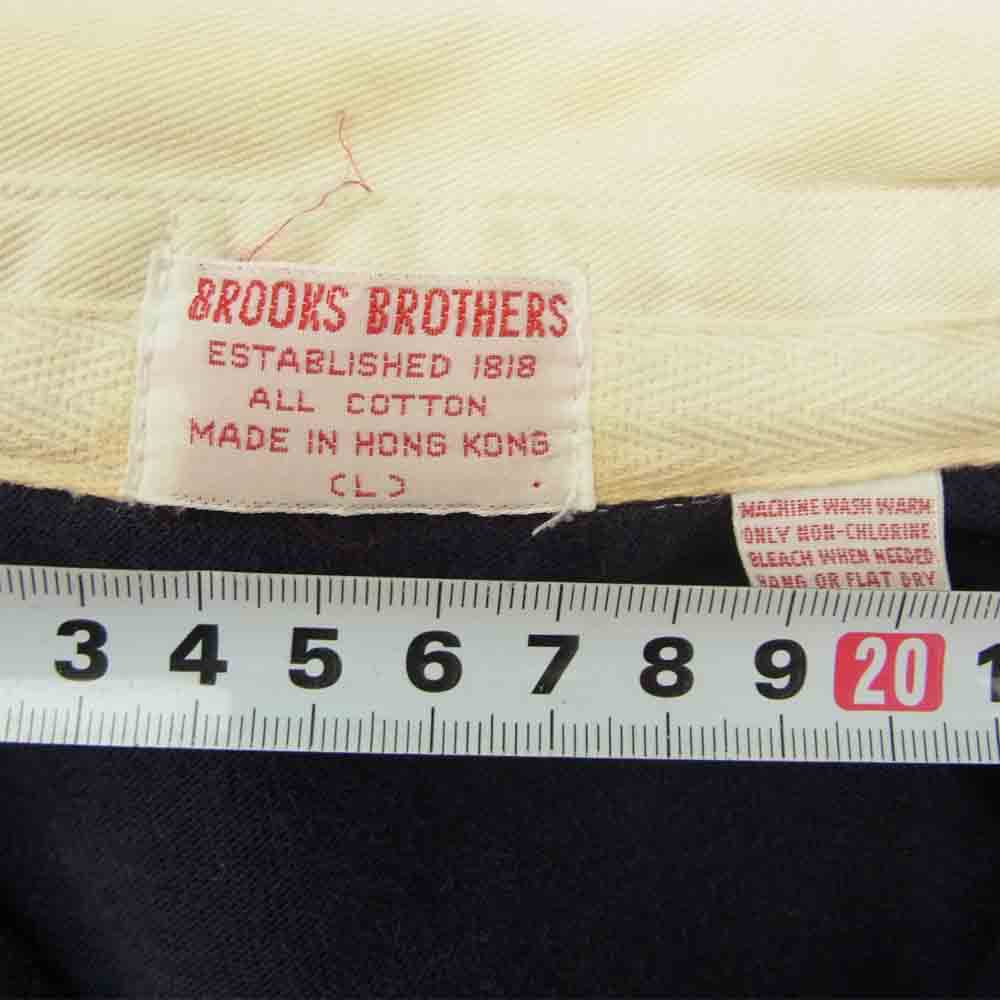 BROOKS BROTHERS
ESTABLISHED 1818
ALL COTTON
MADE IN HONG KONG
(L)
MACHINE WASH WARM
ONLY NON-CHLORINE
BLEACH WHEN NEEDED
HANG OR FLAT DRY
3 4 5 6 7 8 9 20 1